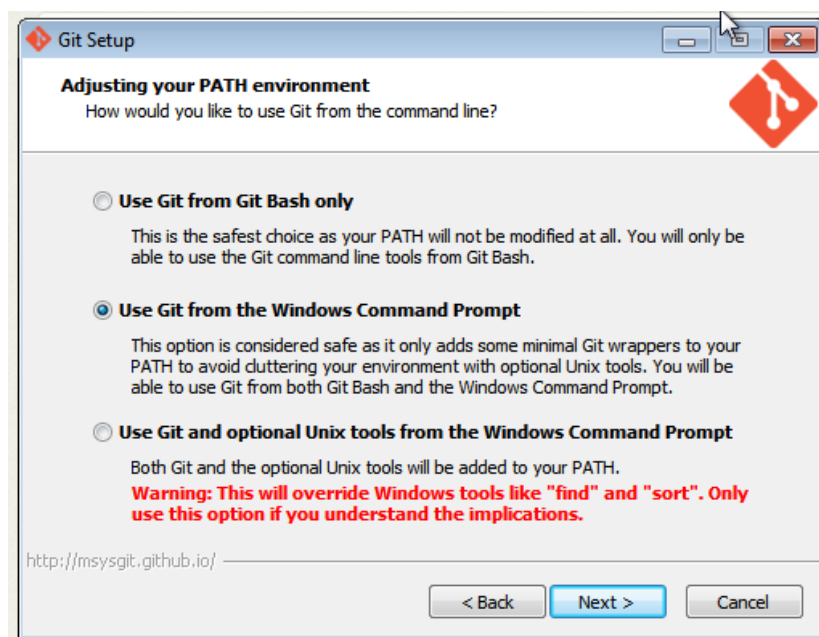 Git Setup
Adjusting your PATH environment
How would you like to use Git from the command line?
Use Git from Git Bash only
This is the safest choice as your PATH will not be modified at all. You will only be
able to use the Git command line tools from Git Bash.
Use Git from the Windows Command Prompt
This option is considered safe as it only adds some minimal Git wrappers to your
PATH to avoid cluttering your environment with optional Unix tools. You will be
able to use Git from both Git Bash and the Windows Command Prompt.
Use Git and optional Unix tools from the Windows Command Prompt
Both Git and the optional Unix tools will be added to your PATH.
Warning: This will override Windows tools like "find" and "sort". Only
use this option if you understand the implications.
http://msysgit.github.io/
< Back Next > Cancel